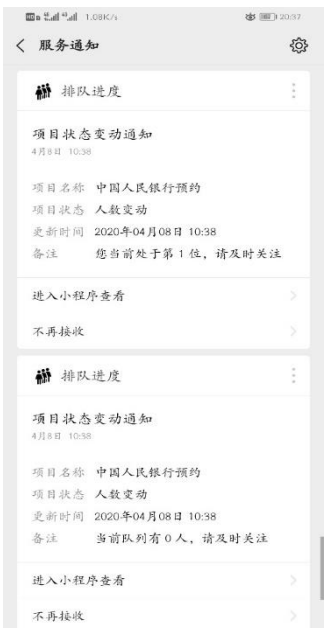 1.08K/s 20:37
服务通知
排队进度
项目状态变动通知
4月8日 10:38
项目名称 中国人民银行预约
项目状态 人数变动
更新时间 2020年04月08日 10:38
备注 您当前处于第1位，请及时关注
进入小程序查看
不再接收
排队进度
项目状态变动通知
4月8日 10:38
项目名称 中国人民银行预约
项目状态 人数变动
更新时间 2020年04月08日 10:38
备注 当前队列有0人，请及时关注
进入小程序查看
不再接收